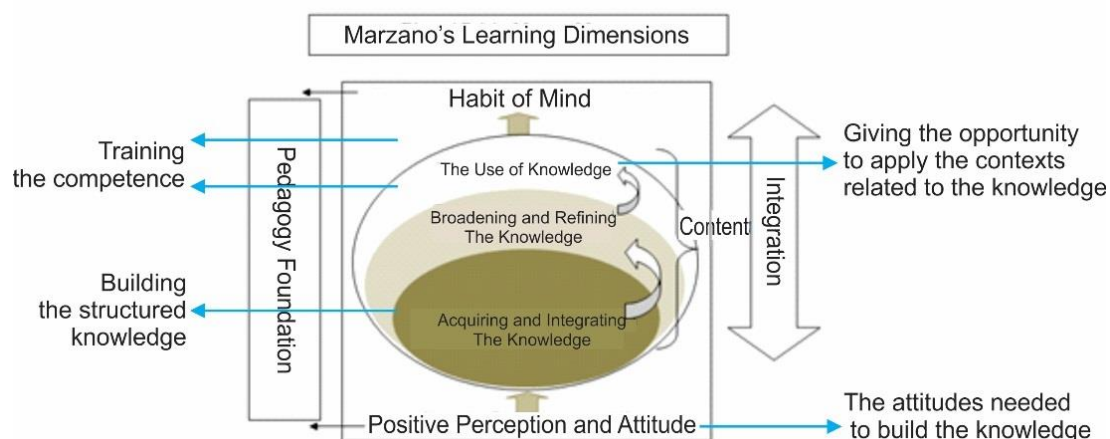 Marzano's Learning Dimensions
Habit of Mind
Training
the competence
Building
the structured
knowledge
Pedagogy Foundation
The Use of Knowledge
Broadening and Refining
The Knowledge
Acquiring and Integrating
The Knowledge
Content
Integration
Giving the opportunity
to apply the contexts
related to the knowledge
Positive Perception and Attitude
The attitudes needed
to build the knowledge